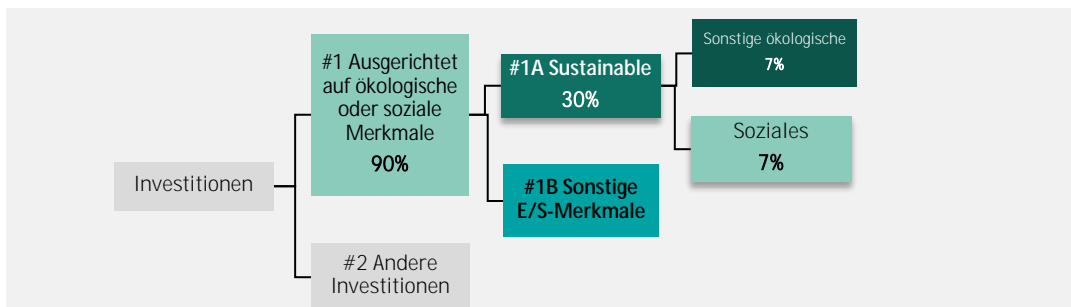 Investitionen
#1 Ausgerichtet
auf ökologische
oder soziale
Merkmale
90%
#2 Andere
Investitionen
#1A Sustainable
30%
#1B Sonstige
E/S-Merkmale
Sonstige ökologische
7%
Soziales
7%